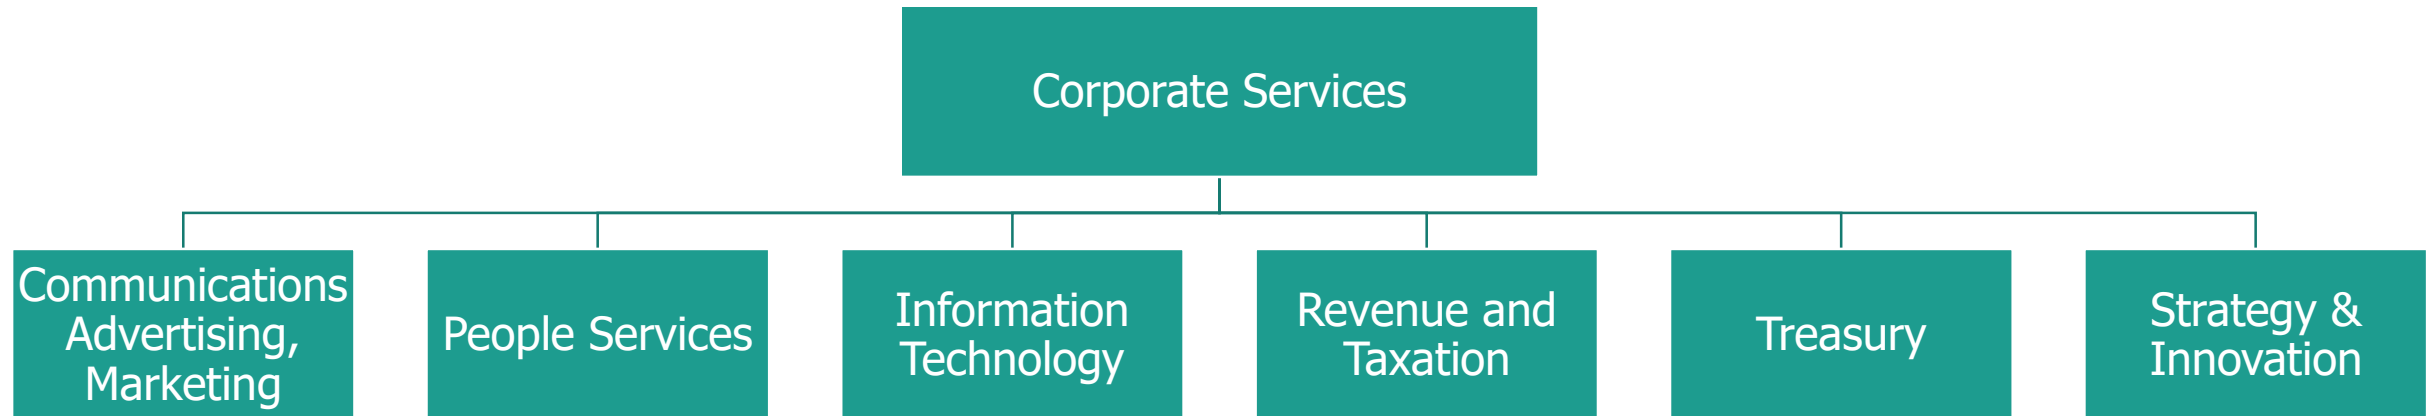 Corporate Services
Communications
Advertising,
Marketing
People Services
Information
Technology
Revenue and
Taxation
Treasury
Strategy &
Innovation